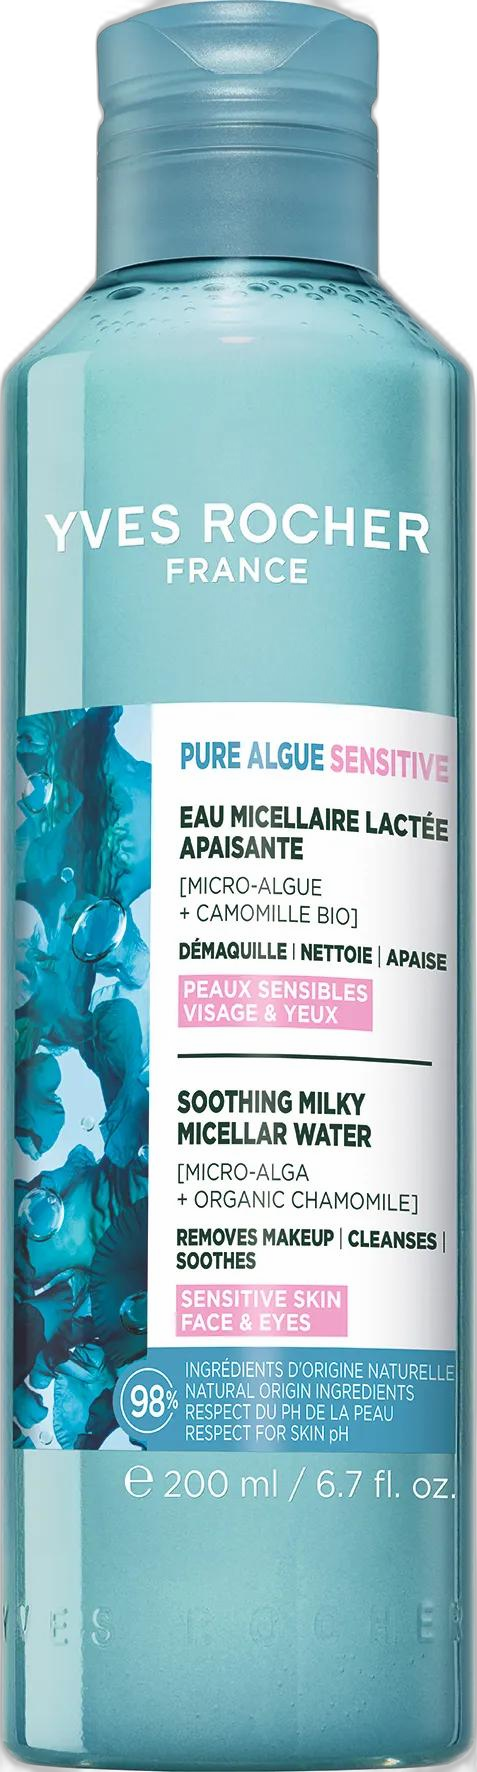 YVES ROCHER
FRANCE
PURE ALGUE SENSITIVE
EAU MICELLAIRE LACTÉE
APAISANTE
[MICRO-ALGUE
+ CAMOMILLE BIO]
DÉMAQUILLE | NETTOIE | APAISE
PEAUX SENSIBLES
VISAGE & YEUX
SOOTHING MILKY
MICELLAR WATER
[MICRO-ALGA
+ ORGANIC CHAMOMILE]
REMOVES MAKEUP | CLEANSES |
SOOTHES
SENSITIVE SKIN
FACE & EYES
98%
INGRÉDIENTS D'ORIGINE NATURELLE
NATURAL ORIGIN INGREDIENTS
RESPECT DU PH DE LA PEAU
RESPECT FOR SKIN pH
℮ 200 ml / 6.7 fl. oz.
YVES ROCHER